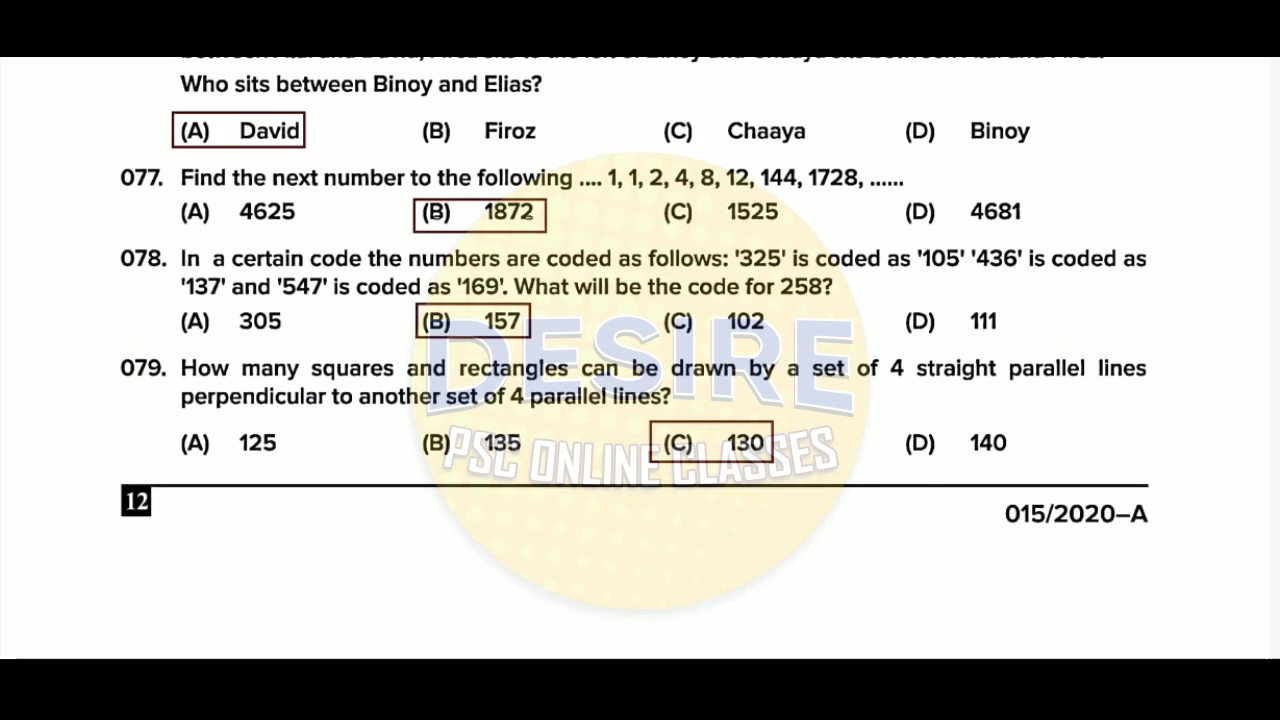 Who sits between Binoy and Elias?
(A) David (B) Firoz (C) Chaaya (D) Binoy
077. Find the next number to the following .... 1, 1, 2, 4, 8, 12, 144, 1728, ......
(A) 4625 (B) 1872 (C) 1525 (D) 4681
078. In a certain code the numbers are coded as follows: '325' is coded as '105' '436' is coded as
'137' and '547' is coded as '169'. What will be the code for 258?
(A) 305 (B) 157 (C) 102 (D) 111
079. How many squares and rectangles can be drawn by a set of 4 straight parallel lines
perpendicular to another set of 4 parallel lines?
(A) 125 (B) 135 (C) 130 (D) 140
DESIRE
PSC ONLINE CLASSES
12
015/2020–A